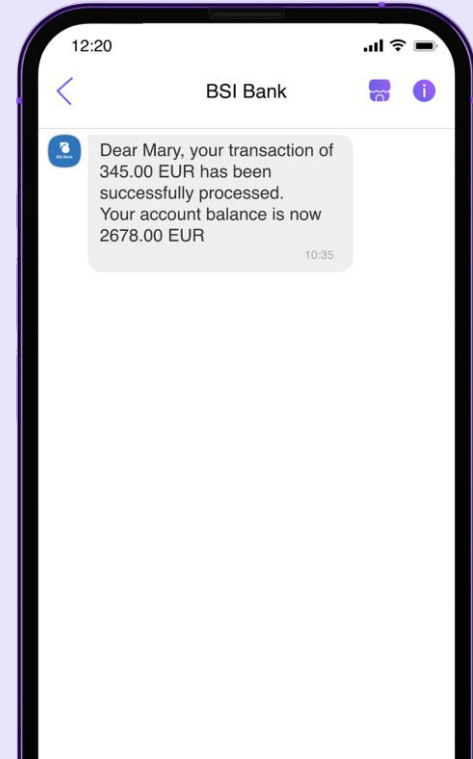 12:20
BSI Bank
Dear Mary, your transaction of
345.00 EUR has been
successfully processed.
Your account balance is now
2678.00 EUR
10:35